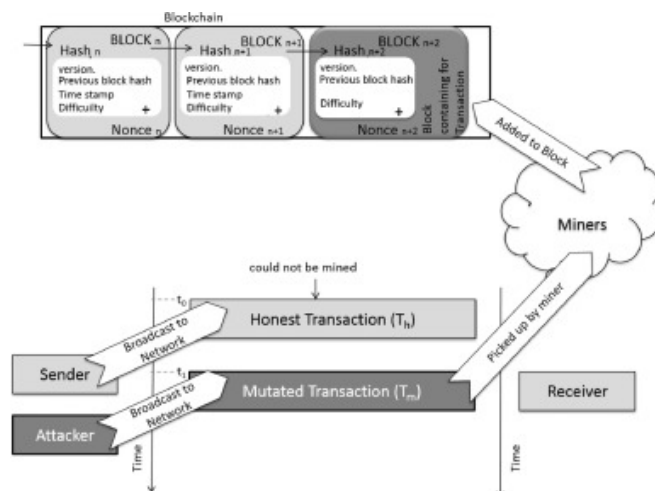 Blockchain
BLOCK n
Hash, n
version.
Previous block hash
Time stamp
Difficuilty +
Nonce n
BLOCK n+1
Hash n+1
version.
Previous block hash
Time stamp
Difficulty +
Nonce n+1
BLOCK n+2
Hash n+2
version.
Previous block hash
Difficulty +
Nonce n+2
Block
containing for
Transaction
Added to Block
Miners
could not be mined
t0
Honest Transaction (Th)
Broadcast to
Network
Picked up by miner
Sender
t1
Mutated Transaction (Tm)
Broadcast to
Network
Receiver
Attacker
Time
Time